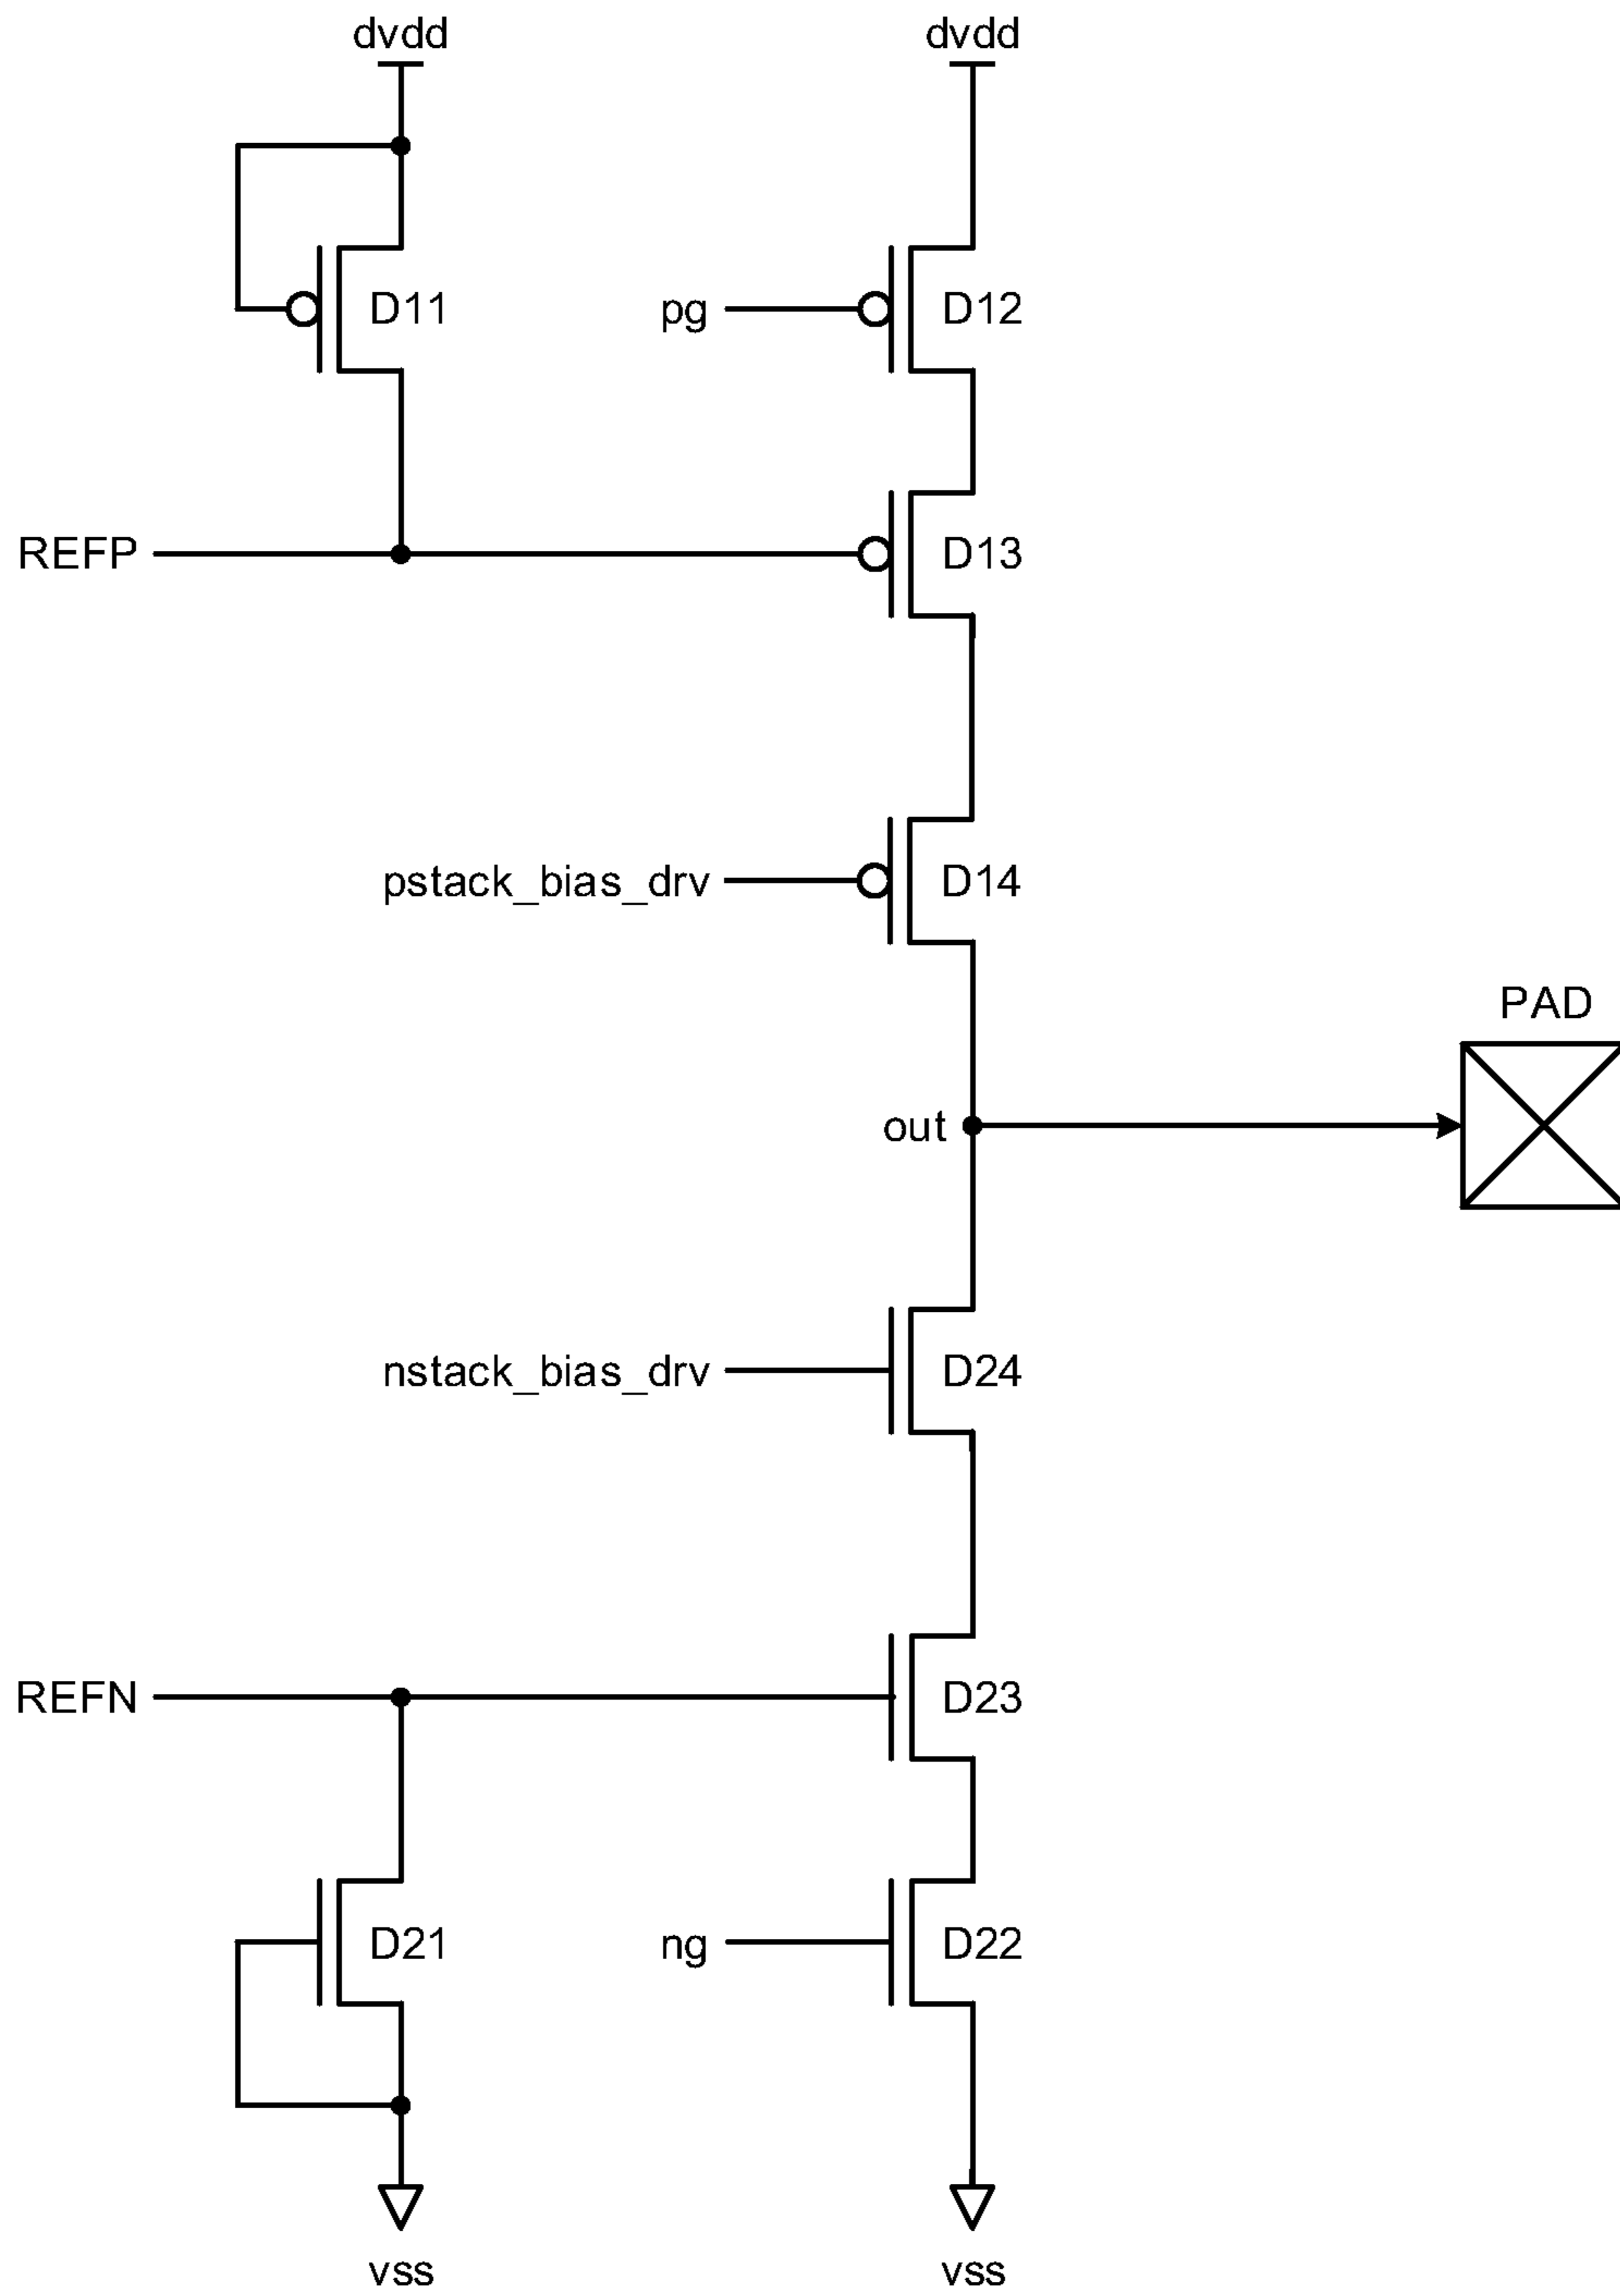 dvdd dvdd
D11 pg D12
REFP D13
pstack_bias_drv D14
PAD
out
nstack_bias_drv D24
REFN D23
D21 ng D22
vss vss